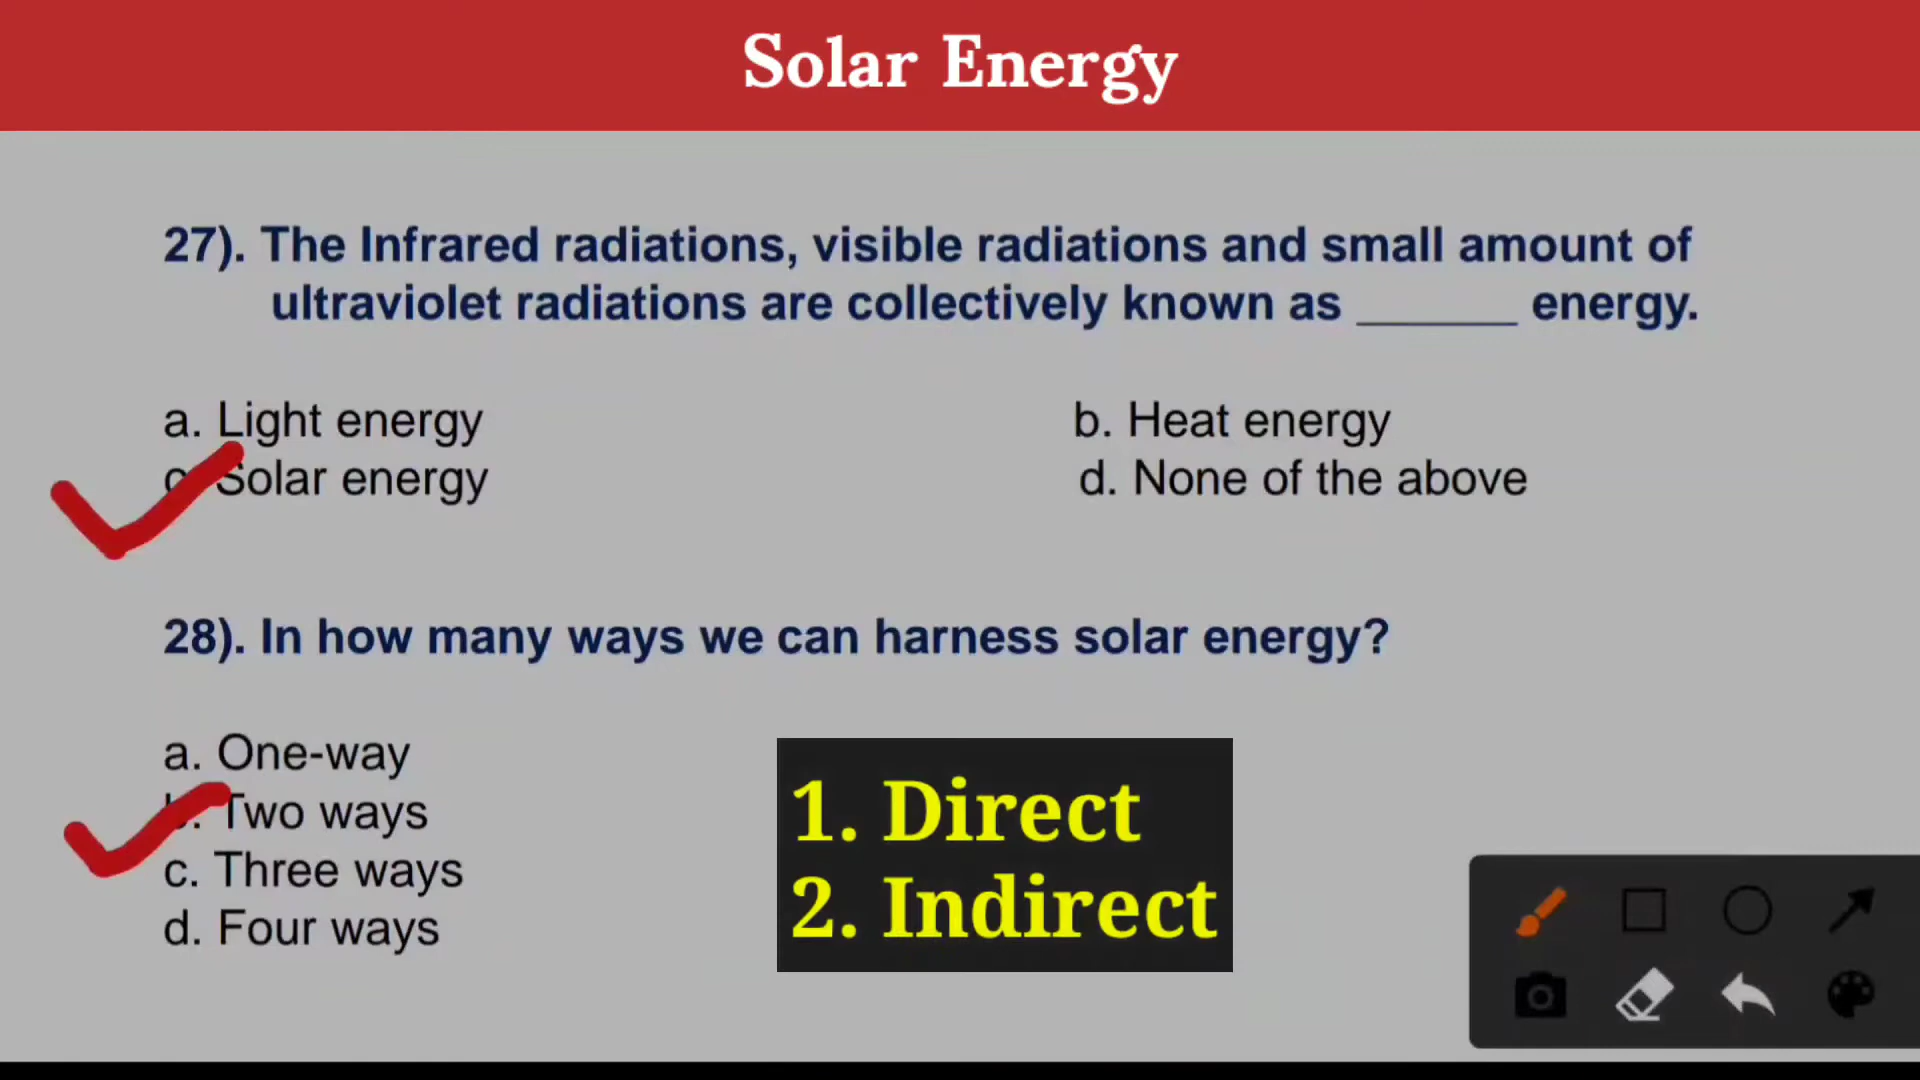 Solar Energy
27). The Infrared radiations, visible radiations and small amount of
ultraviolet radiations are collectively known as ______ energy.
a. Light energy
b. Heat energy
c. Solar energy
d. None of the above
28). In how many ways we can harness solar energy?
a. One-way
b. Two ways
c. Three ways
d. Four ways
1. Direct
2. Indirect